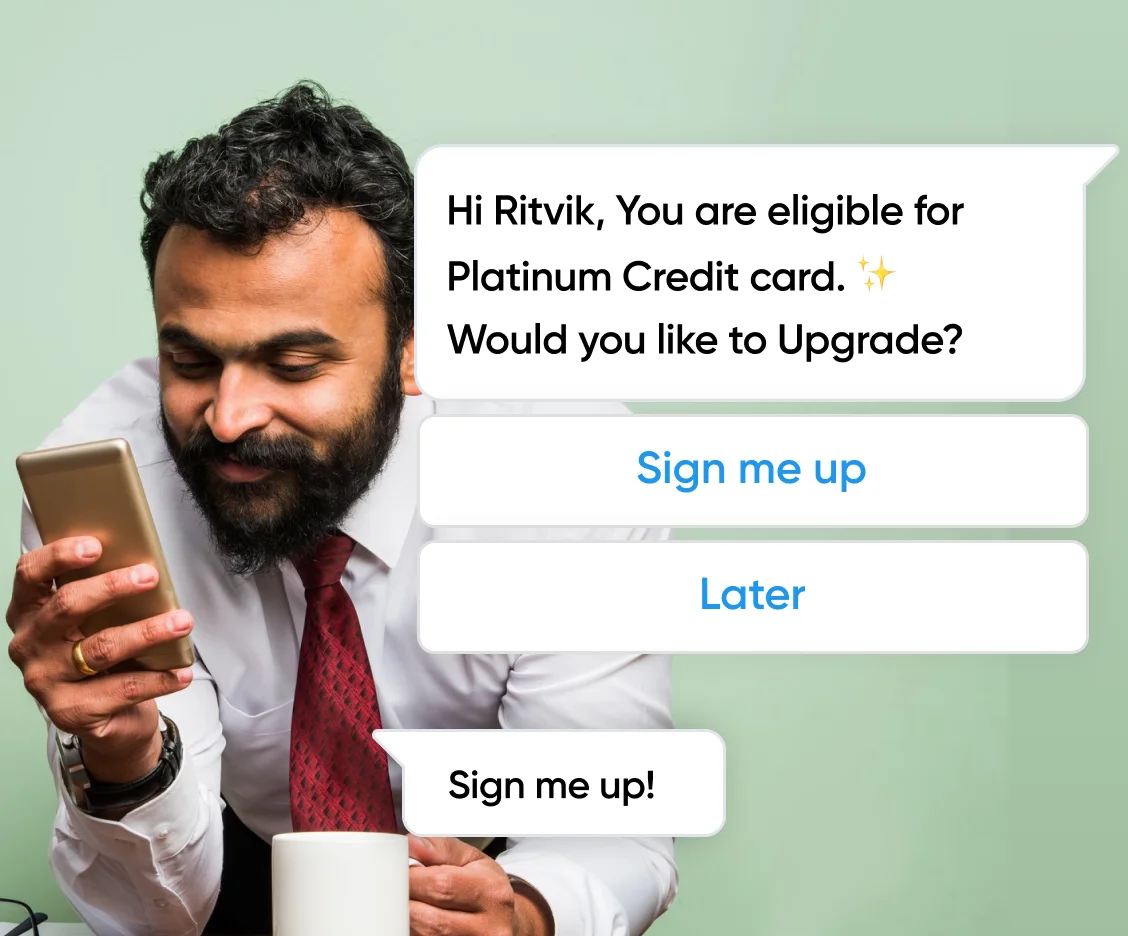 Hi Ritvik, You are eligible for
Platinum Credit card. ✨
Would you like to Upgrade?
Sign me up
Later
Sign me up!